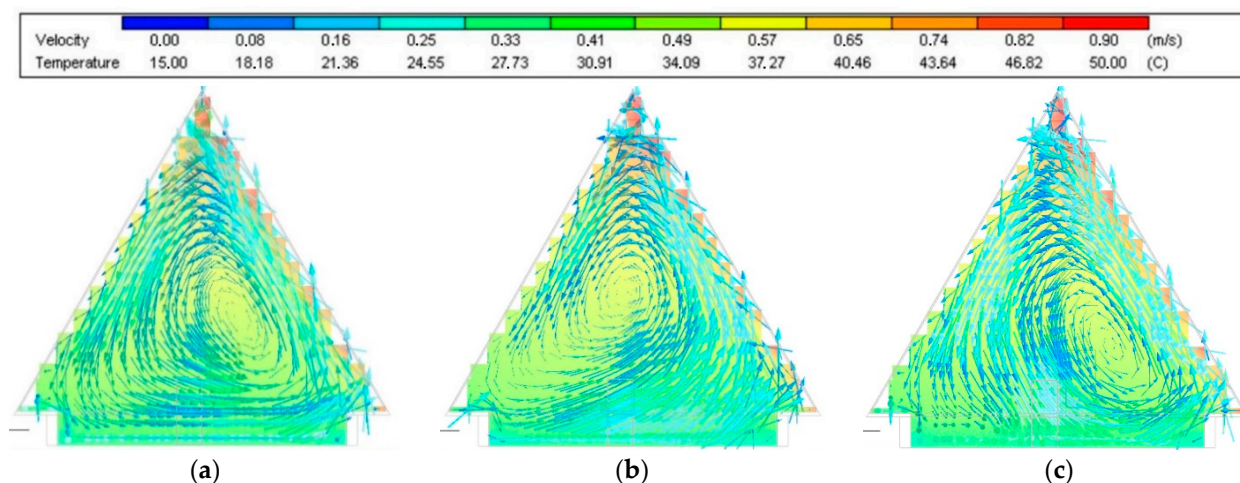 Velocity 0.00 0.08 0.16 0.25 0.33 0.41 0.49 0.57 0.65 0.74 0.82 0.90 (m/s)
Temperature 15.00 18.18 21.36 24.55 27.73 30.91 34.09 37.27 40.46 43.64 46.82 50.00 (C)
(a) (b) (c)